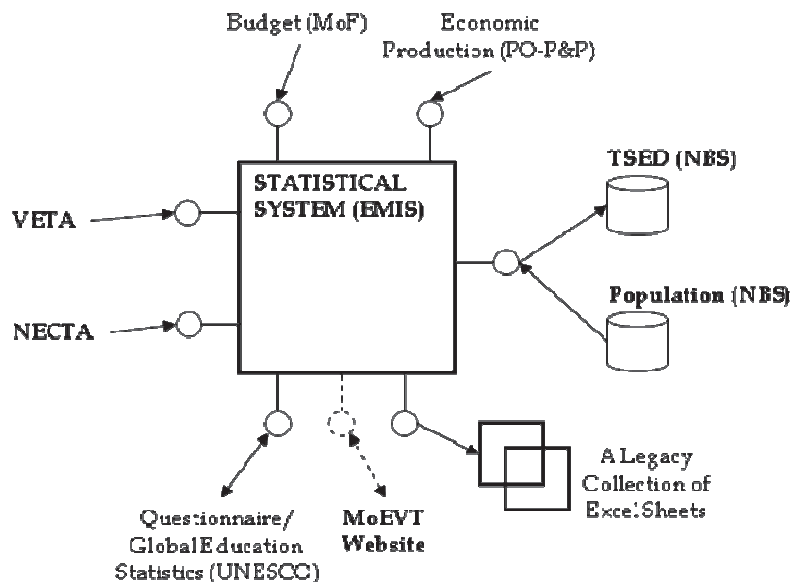 Budget (MoF)
Economic
Production (PO-P&P)
STATISTICAL
SYSTEM (EMIS)
TSED (NBS)
VETA
Population (NBS)
NECTA
A Legacy
Collection of
Excel Sheets
Questionnaire/
Global Education
Statistics (UNESCO)
MoEVT
Website